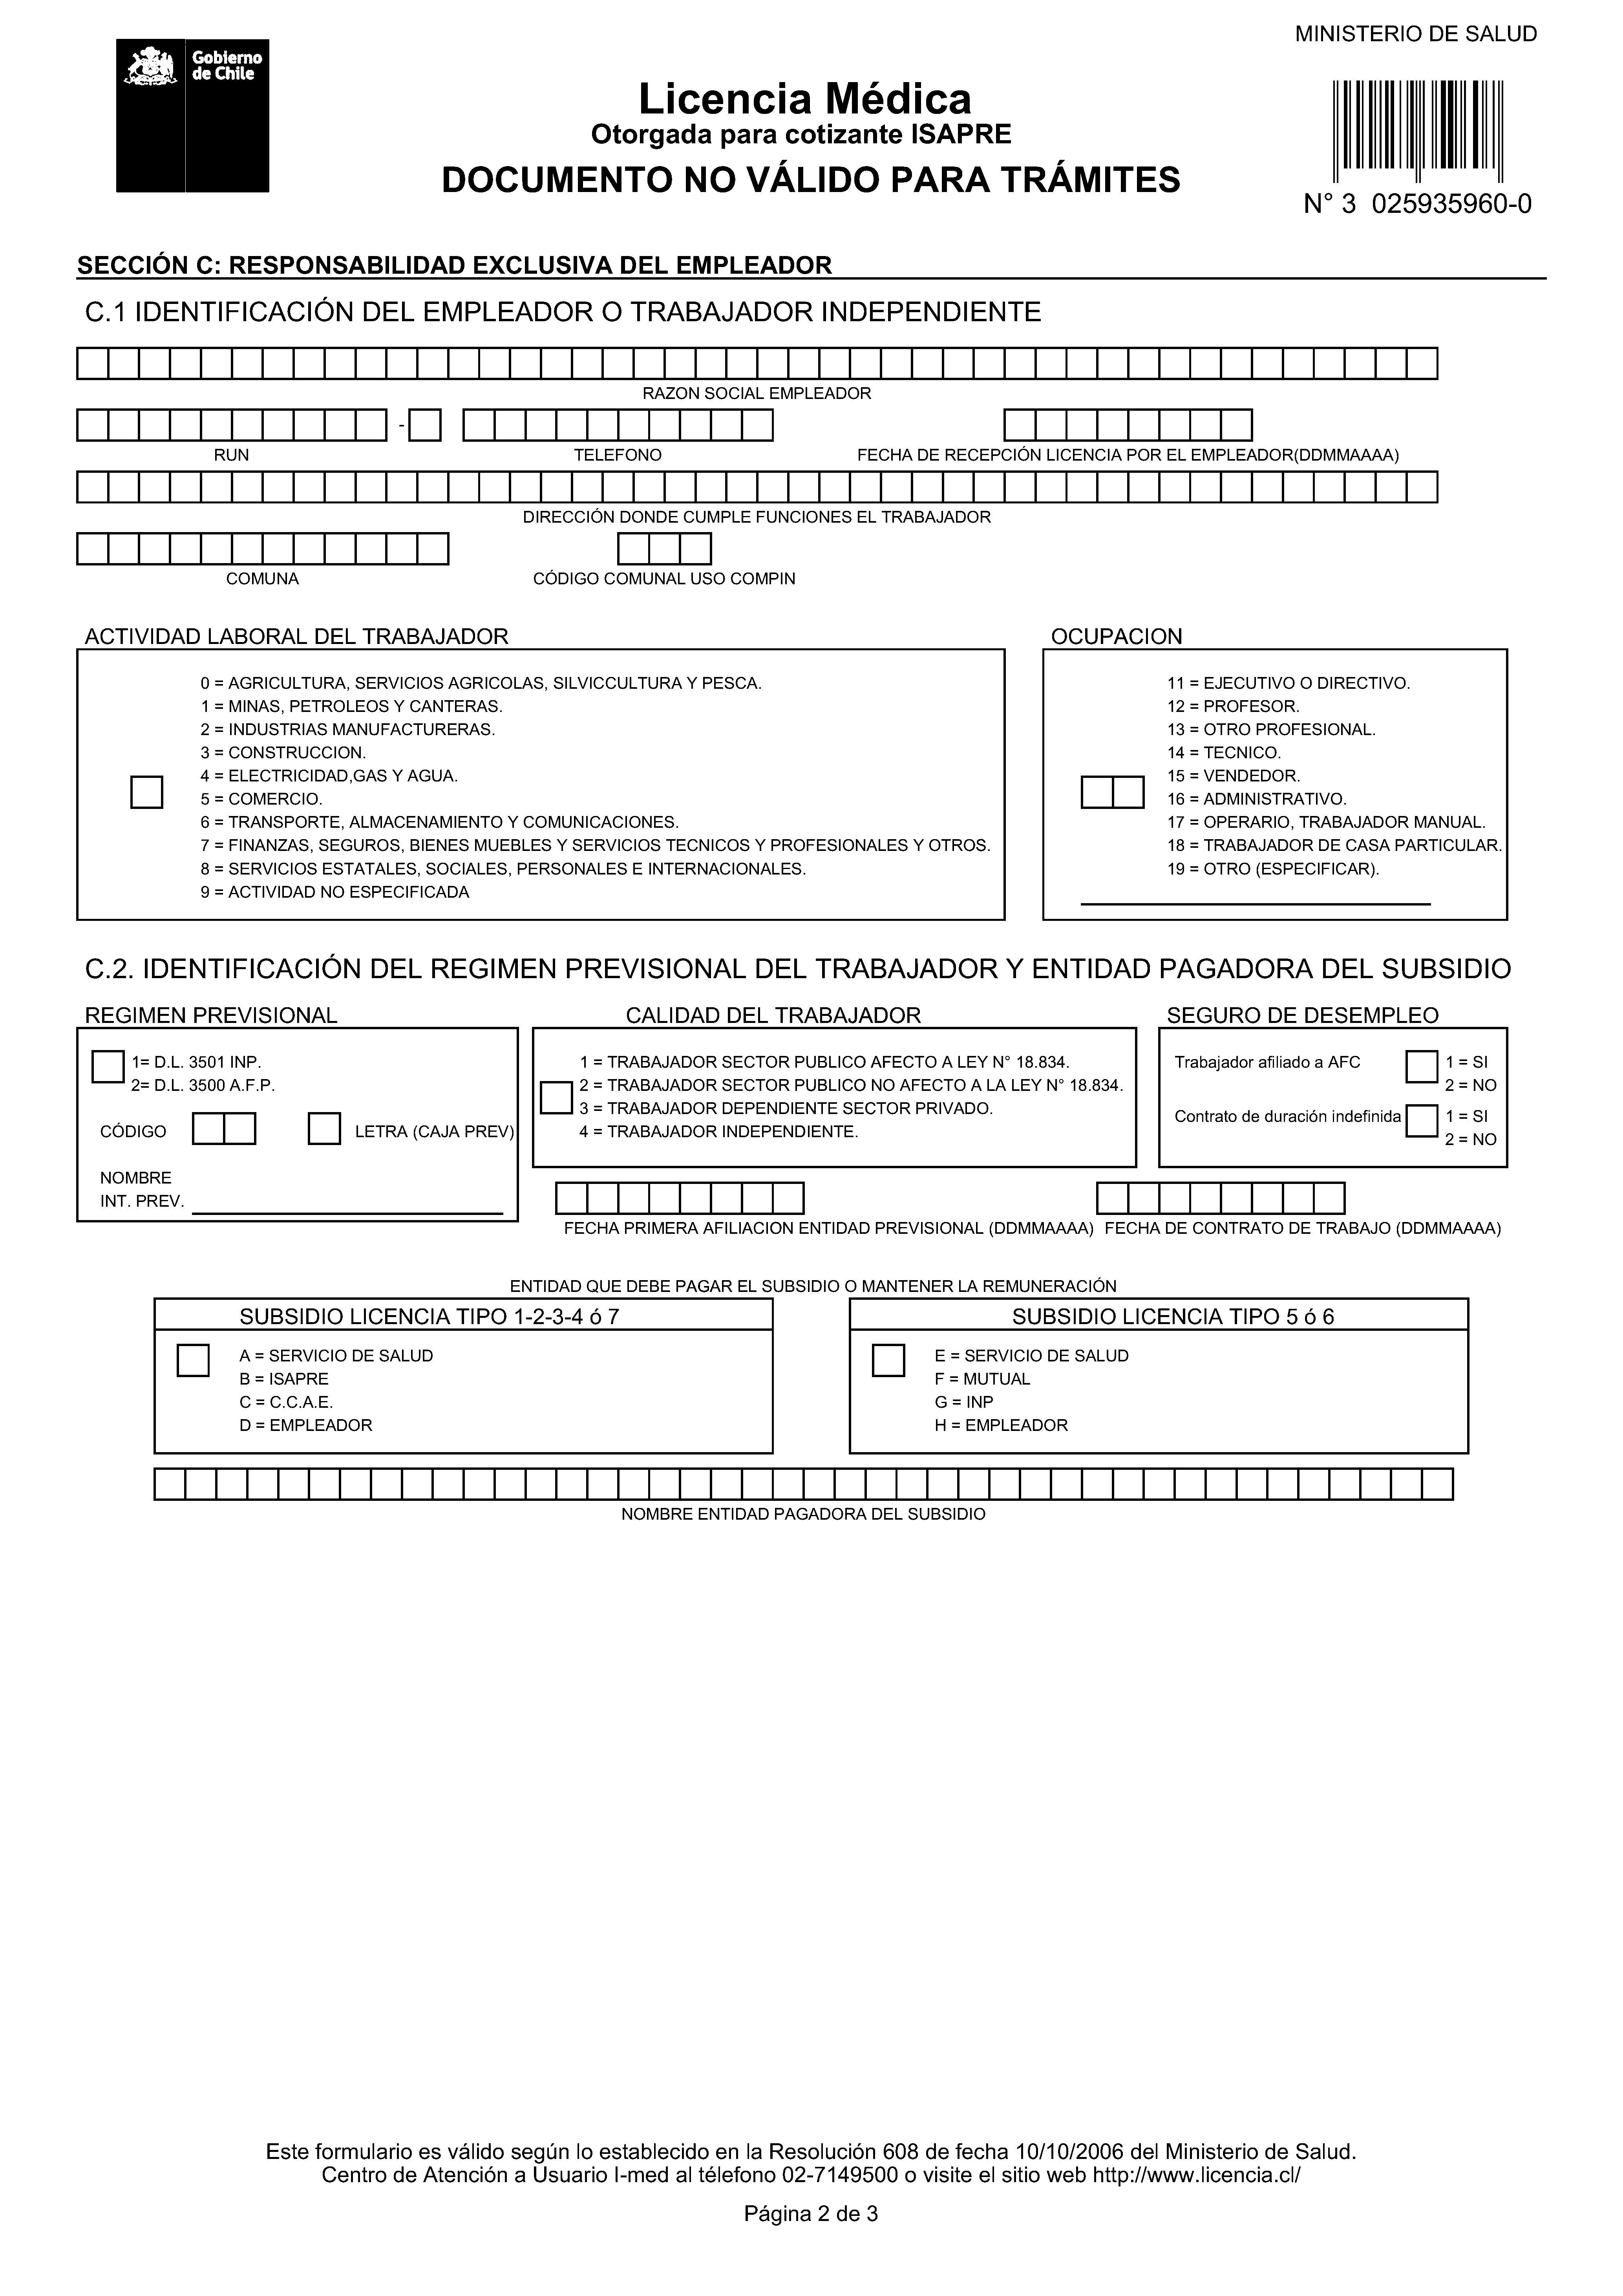 MINISTERIO DE SALUD
Gobierno
de Chile
Licencia Médica
Otorgada para cotizante ISAPRE
DOCUMENTO NO VÁLIDO PARA TRÁMITES
N° 3 025935960-0
SECCIÓN C: RESPONSABILIDAD EXCLUSIVA DEL EMPLEADOR
C.1 IDENTIFICACIÓN DEL EMPLEADOR O TRABAJADOR INDEPENDIENTE
RAZON SOCIAL EMPLEADOR
-
RUN TELEFONO FECHA DE RECEPCIÓN LICENCIA POR EL EMPLEADOR(DDMMAAAA)
DIRECCIÓN DONDE CUMPLE FUNCIONES EL TRABAJADOR
COMUNA CÓDIGO COMUNAL USO COMPIN
ACTIVIDAD LABORAL DEL TRABAJADOR
0 = AGRICULTURA, SERVICIOS AGRICOLAS, SILVICCULTURA Y PESCA.
1 = MINAS, PETROLEOS Y CANTERAS.
2 = INDUSTRIAS MANUFACTURERAS.
3 = CONSTRUCCION.
4 = ELECTRICIDAD,GAS Y AGUA.
5 = COMERCIO.
6 = TRANSPORTE, ALMACENAMIENTO Y COMUNICACIONES.
7 = FINANZAS, SEGUROS, BIENES MUEBLES Y SERVICIOS TECNICOS Y PROFESIONALES Y OTROS.
8 = SERVICIOS ESTATALES, SOCIALES, PERSONALES E INTERNACIONALES.
9 = ACTIVIDAD NO ESPECIFICADA
OCUPACION
11 = EJECUTIVO O DIRECTIVO.
12 = PROFESOR.
13 = OTRO PROFESIONAL.
14 = TECNICO.
15 = VENDEDOR.
16 = ADMINISTRATIVO.
17 = OPERARIO, TRABAJADOR MANUAL.
18 = TRABAJADOR DE CASA PARTICULAR.
19 = OTRO (ESPECIFICAR).
C.2. IDENTIFICACIÓN DEL REGIMEN PREVISIONAL DEL TRABAJADOR Y ENTIDAD PAGADORA DEL SUBSIDIO
REGIMEN PREVISIONAL
1= D.L. 3501 INP.
2= D.L. 3500 A.F.P.
CÓDIGO LETRA (CAJA PREV)
NOMBRE
INT. PREV.
CALIDAD DEL TRABAJADOR
1 = TRABAJADOR SECTOR PUBLICO AFECTO A LEY N° 18.834.
2 = TRABAJADOR SECTOR PUBLICO NO AFECTO A LA LEY N° 18.834.
3 = TRABAJADOR DEPENDIENTE SECTOR PRIVADO.
4 = TRABAJADOR INDEPENDIENTE.
SEGURO DE DESEMPLEO
Trabajador afiliado a AFC 1 = SI
2 = NO
Contrato de duración indefinida 1 = SI
2 = NO
FECHA PRIMERA AFILIACION ENTIDAD PREVISIONAL (DDMMAAAA) FECHA DE CONTRATO DE TRABAJO (DDMMAAAA)
ENTIDAD QUE DEBE PAGAR EL SUBSIDIO O MANTENER LA REMUNERACIÓN
SUBSIDIO LICENCIA TIPO 1-2-3-4 ó 7
A = SERVICIO DE SALUD
B = ISAPRE
C = C.C.A.E.
D = EMPLEADOR
SUBSIDIO LICENCIA TIPO 5 ó 6
E = SERVICIO DE SALUD
F = MUTUAL
G = INP
H = EMPLEADOR
NOMBRE ENTIDAD PAGADORA DEL SUBSIDIO
Este formulario es válido según lo establecido en la Resolución 608 de fecha 10/10/2006 del Ministerio de Salud.
Centro de Atención a Usuario I-med al télefono 02-7149500 o visite el sitio web http://www.licencia.cl/
Página 2 de 3